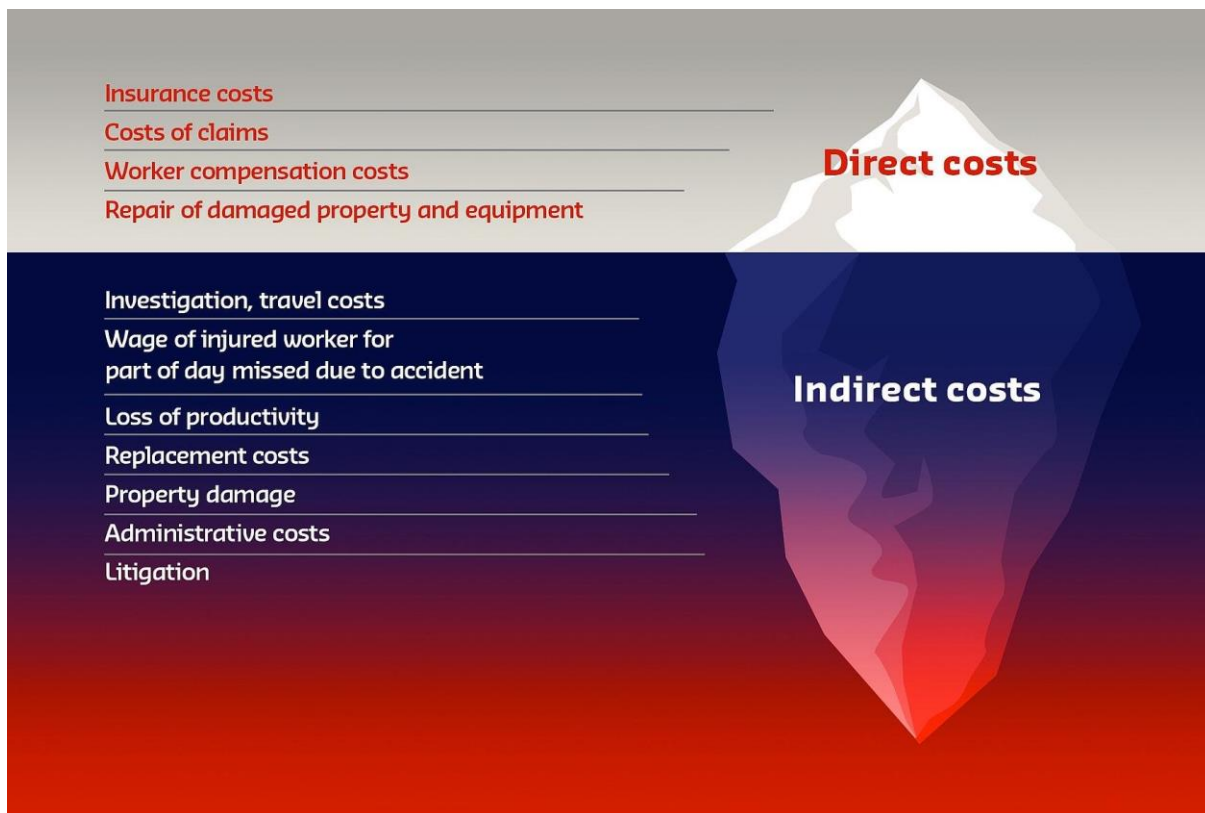 Insurance costs
Costs of claims
Worker compensation costs
Repair of damaged property and equipment
Direct costs
Investigation, travel costs
Wage of injured worker for
part of day missed due to accident
Loss of productivity
Replacement costs
Property damage
Administrative costs
Litigation
Indirect costs